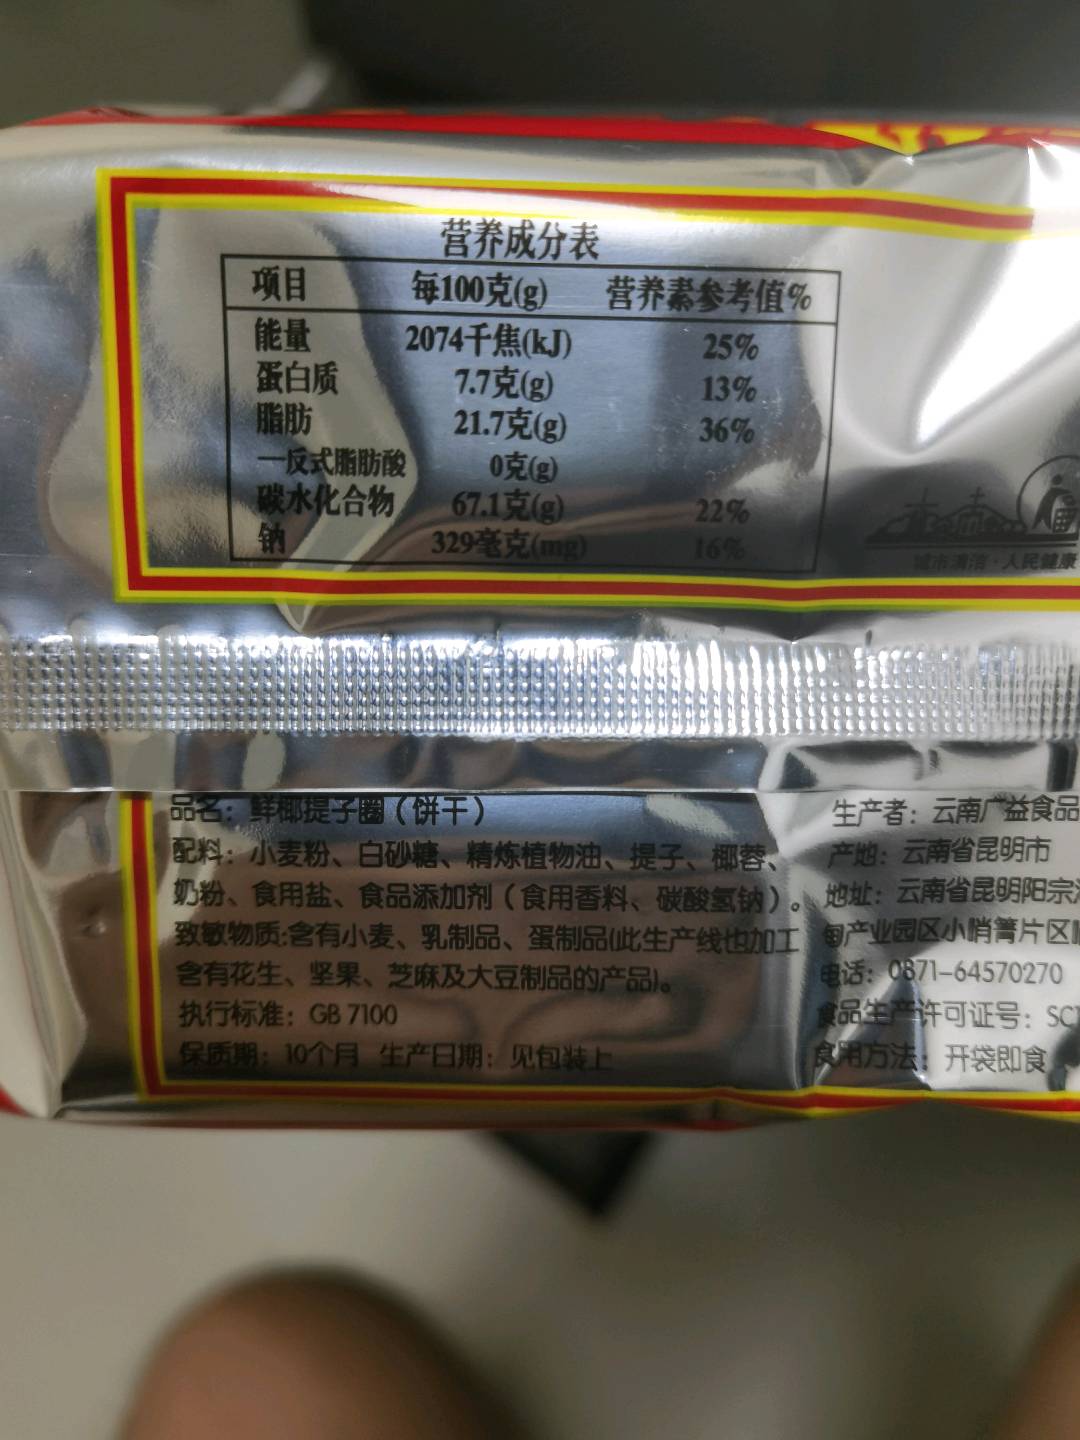 营养成分表
项目 每100克(g) 营养素参考值%
能量 2074千焦(kJ) 25%
蛋白质 7.7克(g) 13%
脂肪 21.7克(g) 36%
一反式脂肪酸 0克(g)
碳水化合物 67.1克(g) 22%
钠 329毫克(mg) 16%
城市清洁·人民健康
品名：鲜椰提子圈（饼干）
配料：小麦粉、白砂糖、精炼植物油、提子、椰蓉、
奶粉、食用盐、食品添加剂（食用香料、碳酸氢钠）。
致敏物质:含有小麦、乳制品、蛋制品(此生产线也加工
含有花生、坚果、芝麻及大豆制品的产品)。
执行标准：GB 7100
保质期：10个月 生产日期：见包装上
生产者：云南广益食品
产地：云南省昆明市
地址：云南省昆明阳宗
产业园区小哨箐片区
电话：0871-64570270
食品生产许可证号：SC
食用方法：开袋即食